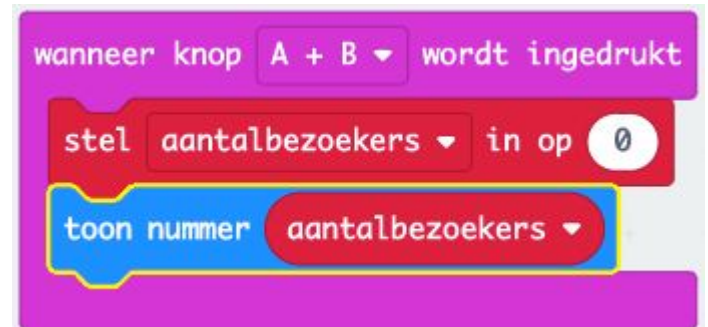 wanneer knop A + B wordt ingedrukt
stel aantalbezoekers in op 0
toon nummer aantalbezoekers